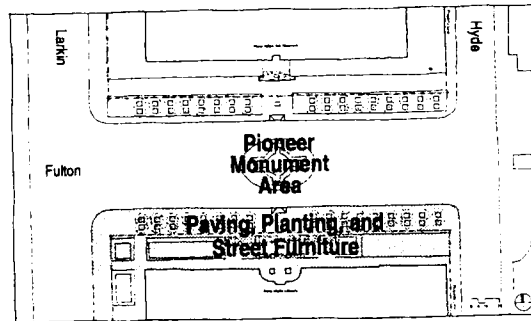 Larkin
Hyde
Fulton
Pioneer
Monument
Area
Paving, Planting, and
Street Furniture